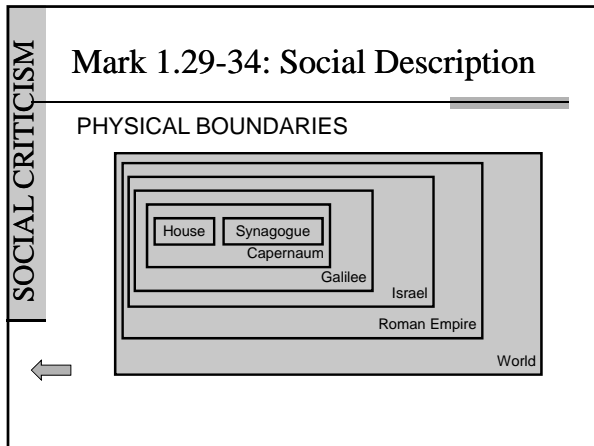 SOCIAL CRITICISM
Mark 1.29-34: Social Description
PHYSICAL BOUNDARIES
House
Synagogue
Capernaum
Galilee
Israel
Roman Empire
World